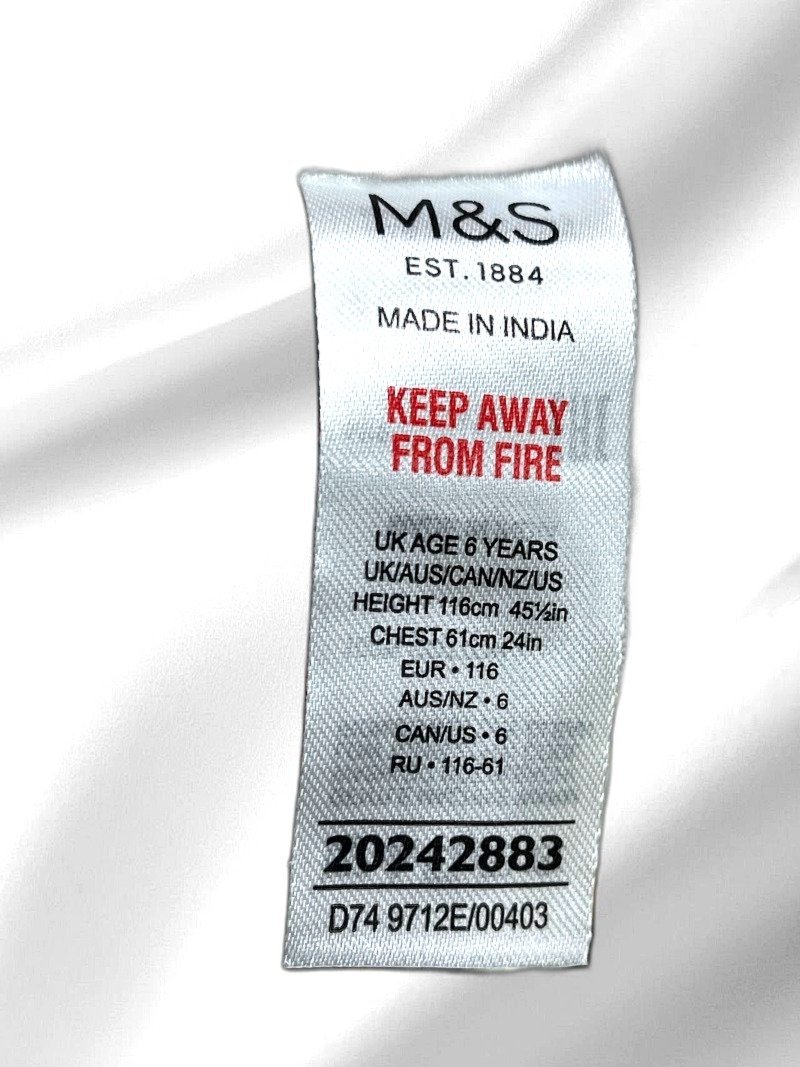 M&S
EST. 1884
MADE IN INDIA
KEEP AWAY
FROM FIRE
UK AGE 6 YEARS
UK/AUS/CAN/NZ/US
HEIGHT 116cm 45½in
CHEST 61cm 24in
EUR • 116
AUS/NZ • 6
CAN/US • 6
RU • 116-61
20242883
D74 9712E/00403